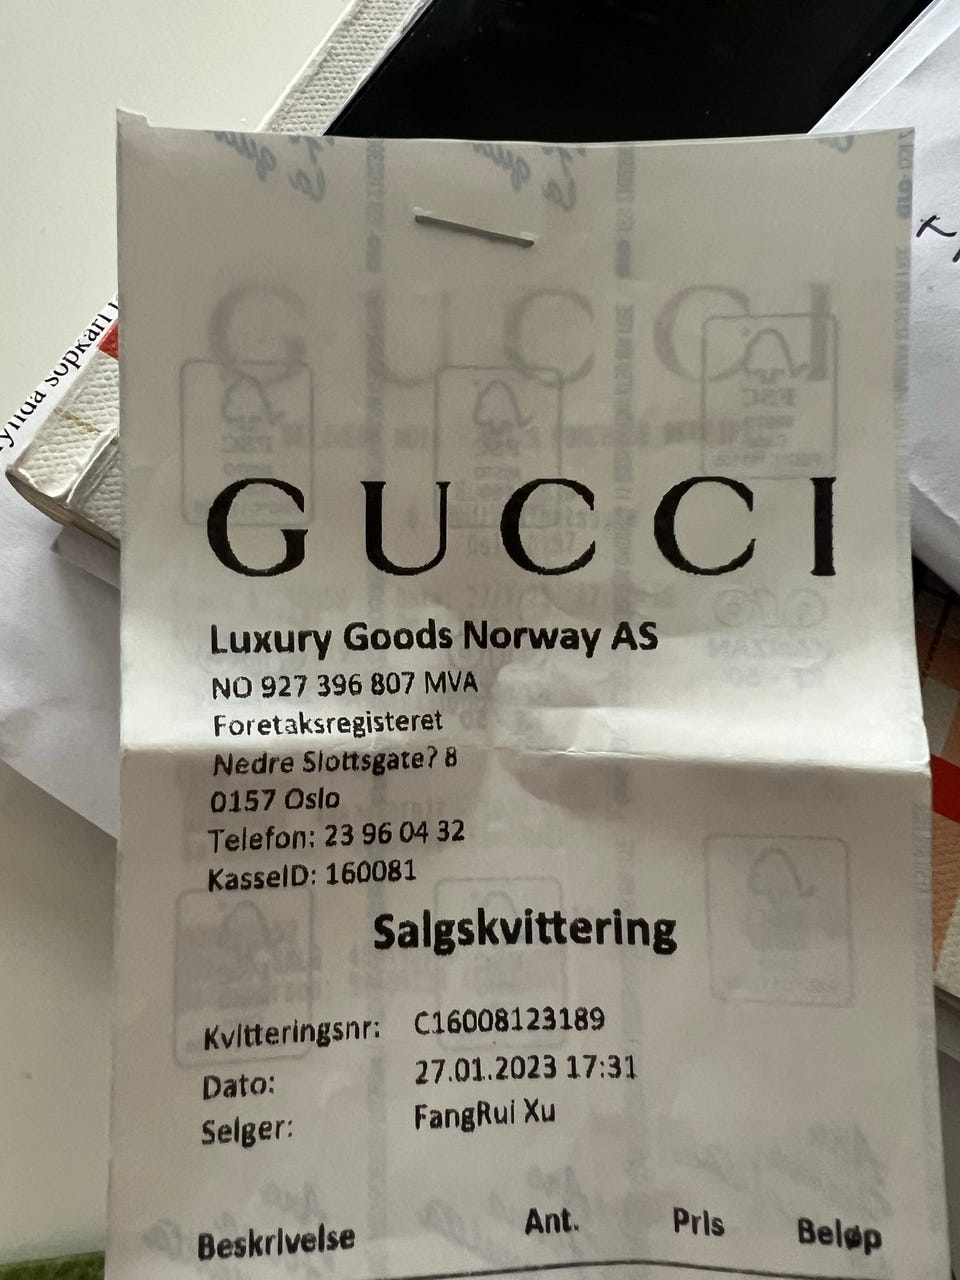 GUCCI
Luxury Goods Norway AS
NO 927 396 807 MVA
Foretaksregisteret
Nedre Slottsgate? 8
0157 Oslo
Telefon: 23 96 04 32
KasseID: 160081
Salgskvittering
Kvitteringsnr: C16008123189
Dato: 27.01.2023 17:31
Selger: FangRui Xu
Beskrivelse Ant. Pris Beløp